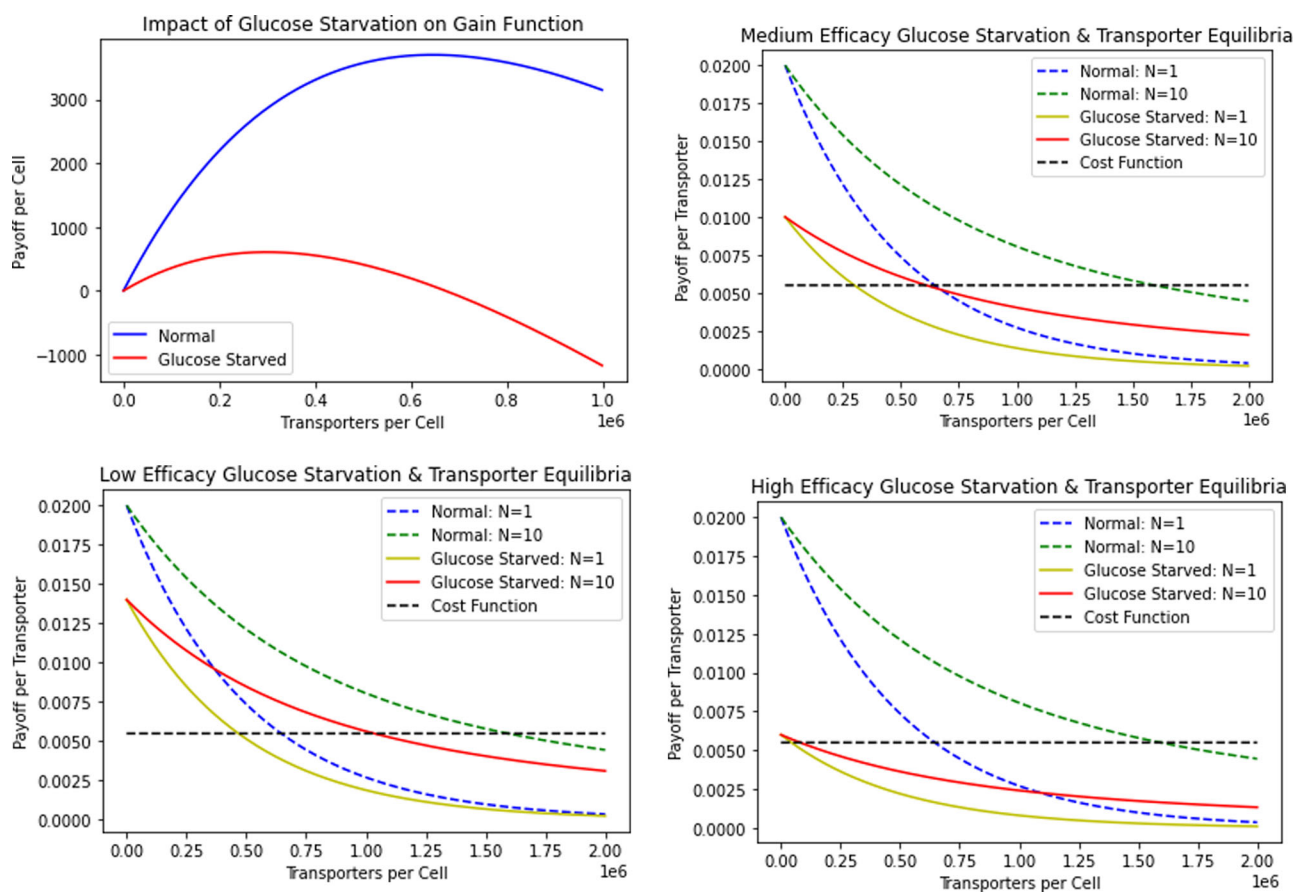 Impact of Glucose Starvation on Gain Function
Payoff per Cell
3000
2000
1000
0
−1000
Normal
Glucose Starved
0.0 0.2 0.4 0.6 0.8 1.0
1e6
Transporters per Cell
Medium Efficacy Glucose Starvation & Transporter Equilibria
Payoff per Transporter
0.0200
0.0175
0.0150
0.0125
0.0100
0.0075
0.0050
0.0025
0.0000
Normal: N=1
Normal: N=10
Glucose Starved: N=1
Glucose Starved: N=10
Cost Function
0.00 0.25 0.50 0.75 1.00 1.25 1.50 1.75 2.00
Transporters per Cell
1e6
Low Efficacy Glucose Starvation & Transporter Equilibria
Payoff per Transporter
0.0200
0.0175
0.0150
0.0125
0.0100
0.0075
0.0050
0.0025
0.0000
Normal: N=1
Normal: N=10
Glucose Starved: N=1
Glucose Starved: N=10
Cost Function
0.00 0.25 0.50 0.75 1.00 1.25 1.50 1.75 2.00
Transporters per Cell
1e6
High Efficacy Glucose Starvation & Transporter Equilibria
Payoff per Transporter
0.0200
0.0175
0.0150
0.0125
0.0100
0.0075
0.0050
0.0025
0.0000
Normal: N=1
Normal: N=10
Glucose Starved: N=1
Glucose Starved: N=10
Cost Function
0.00 0.25 0.50 0.75 1.00 1.25 1.50 1.75 2.00
Transporters per Cell
1e6